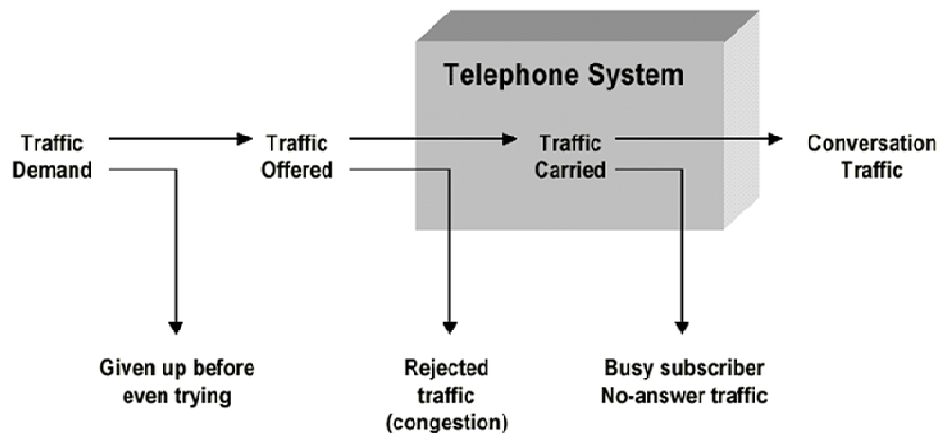 Telephone System
Traffic
Demand
Traffic
Offered
Traffic
Carried
Conversation
Traffic
Given up before
even trying
Rejected
traffic
(congestion)
Busy subscriber
No-answer traffic